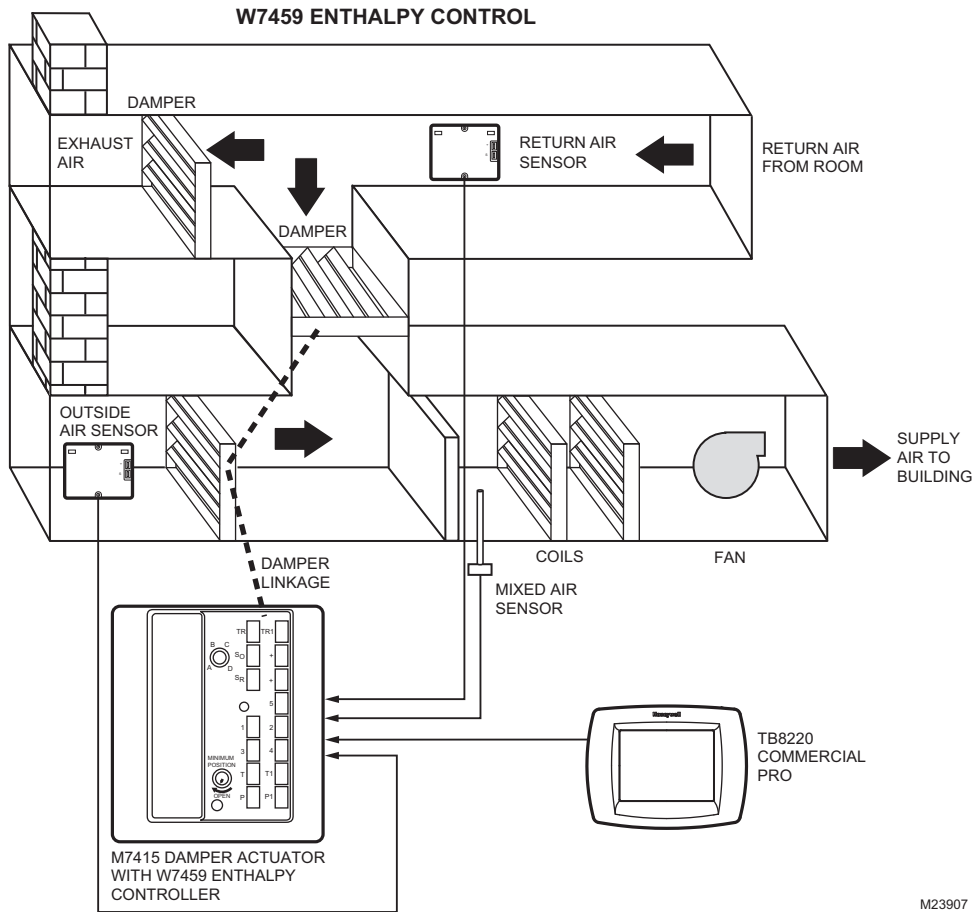 W7459 ENTHALPY CONTROL
DAMPER
EXHAUST
AIR
RETURN AIR
SENSOR
RETURN AIR
FROM ROOM
DAMPER
OUTSIDE
AIR SENSOR
SUPPLY
AIR TO
BUILDING
COILS
FAN
DAMPER
LINKAGE
MIXED AIR
SENSOR
TR TR1
B C
A D
SO +
SR +
5
1 2
3 4
MINIMUM
POSITION
T T1
OPEN
P P1
Honeywell
TB8220
COMMERCIAL
PRO
M7415 DAMPER ACTUATOR
WITH W7459 ENTHALPY
CONTROLLER
M23907